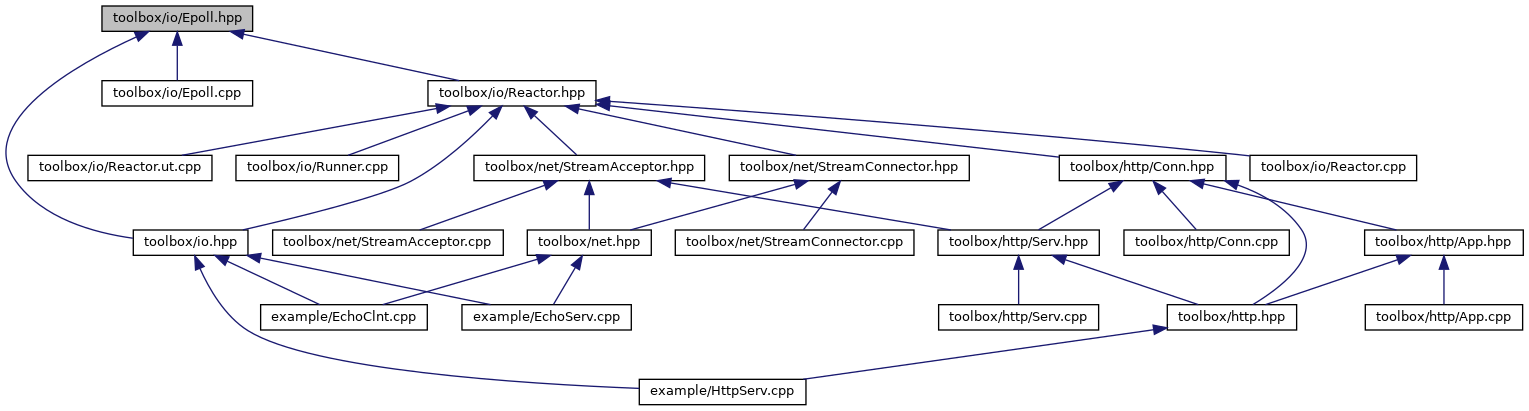 toolbox/io/Epoll.hpp
toolbox/io/Epoll.cpp
toolbox/io/Reactor.hpp
toolbox/io/Reactor.ut.cpp
toolbox/io/Runner.cpp
toolbox/net/StreamAcceptor.hpp
toolbox/net/StreamConnector.hpp
toolbox/http/Conn.hpp
toolbox/io/Reactor.cpp
toolbox/io.hpp
toolbox/net/StreamAcceptor.cpp
toolbox/net.hpp
toolbox/net/StreamConnector.cpp
toolbox/http/Serv.hpp
toolbox/http/Conn.cpp
toolbox/http/App.hpp
example/EchoClnt.cpp
example/EchoServ.cpp
toolbox/http/Serv.cpp
toolbox/http.hpp
toolbox/http/App.cpp
example/HttpServ.cpp